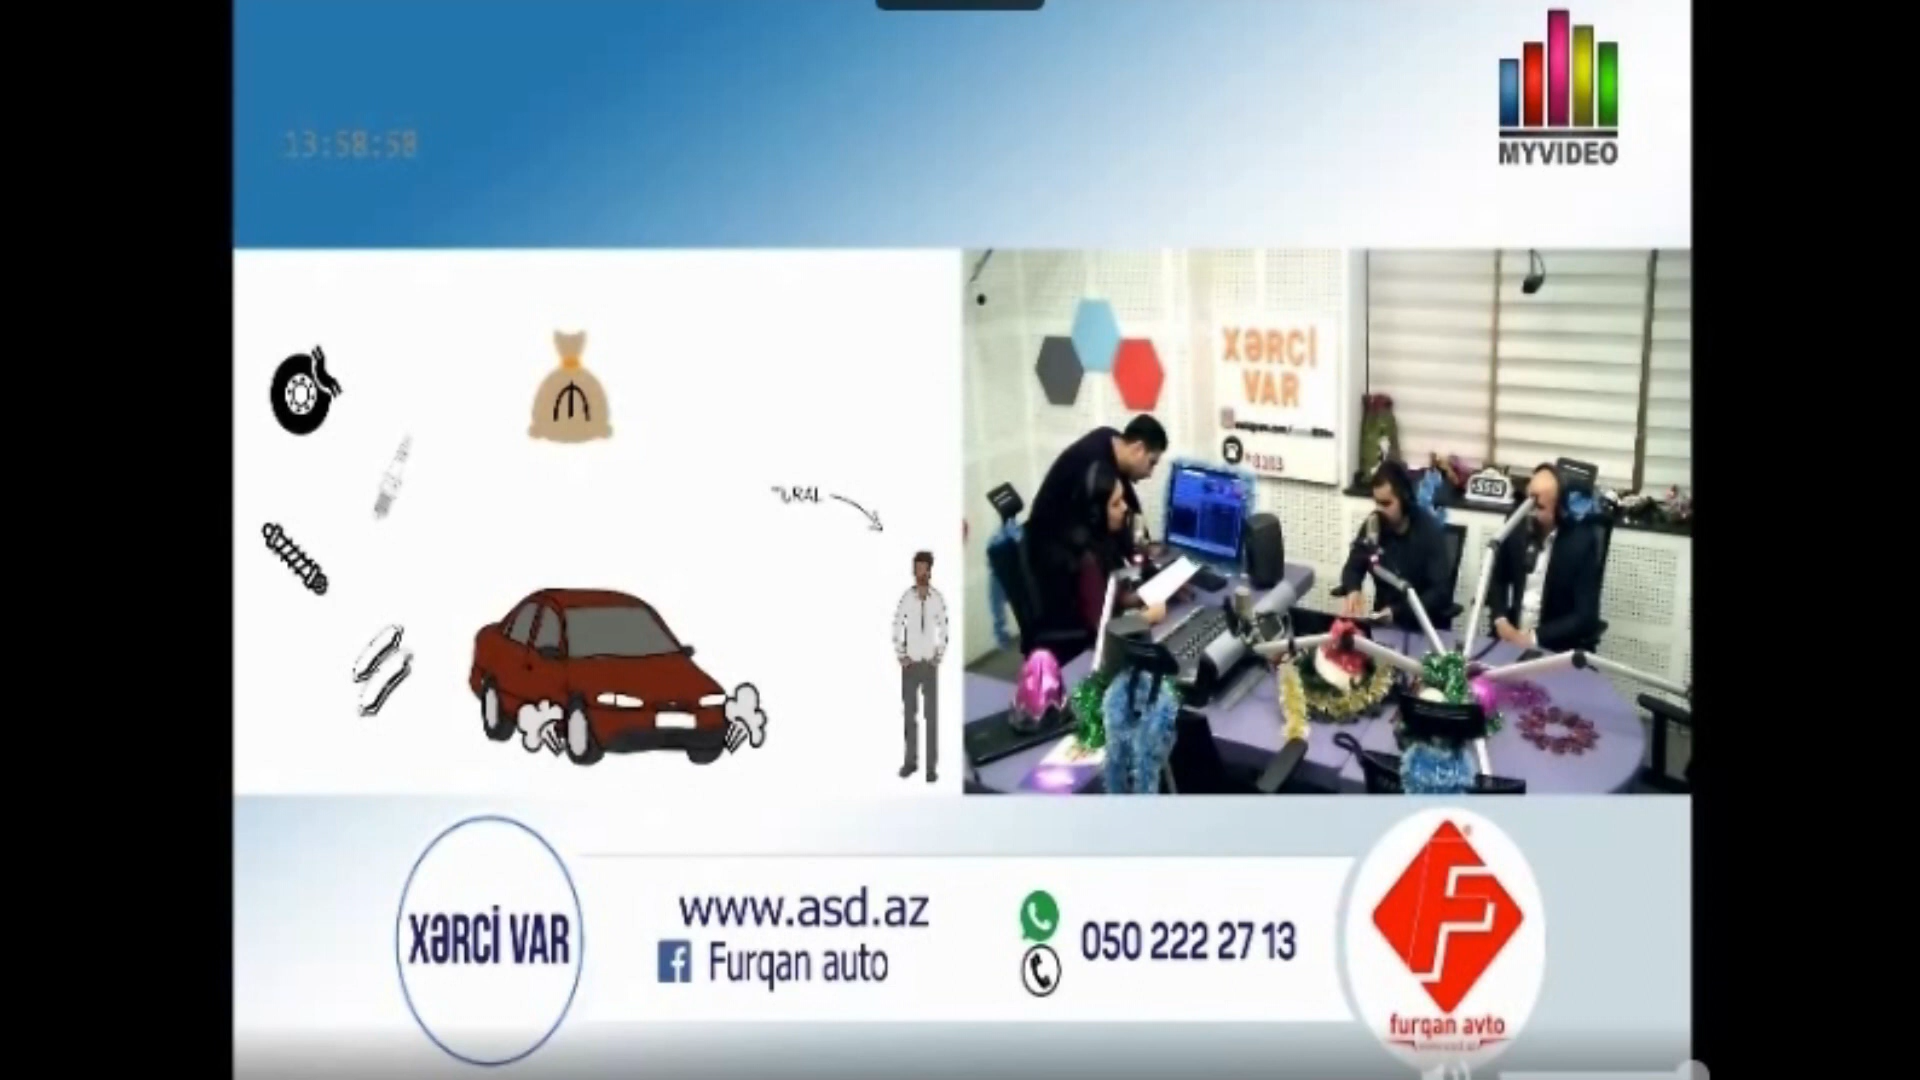 13:58:58
MYVIDEO
XƏRCİ
VAR
TURAL
XƏRCİ VAR
www.asd.az
Furqan auto
050 222 27 13
furqan avto